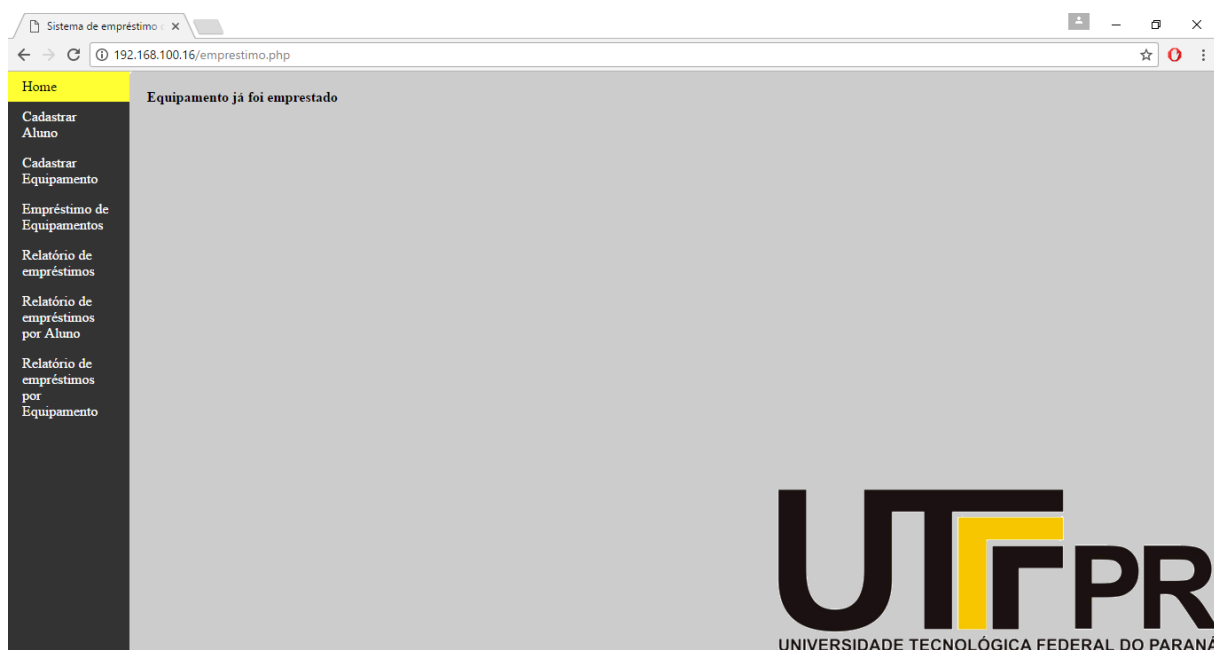 Sistema de empréstimo
192.168.100.16/emprestimo.php
Home
Cadastrar
Aluno
Cadastrar
Equipamento
Empréstimo de
Equipamentos
Relatório de
empréstimos
Relatório de
empréstimos
por Aluno
Relatório de
empréstimos
por
Equipamento
Equipamento já foi emprestado
UTFPR
UNIVERSIDADE TECNOLÓGICA FEDERAL DO PARANÁ